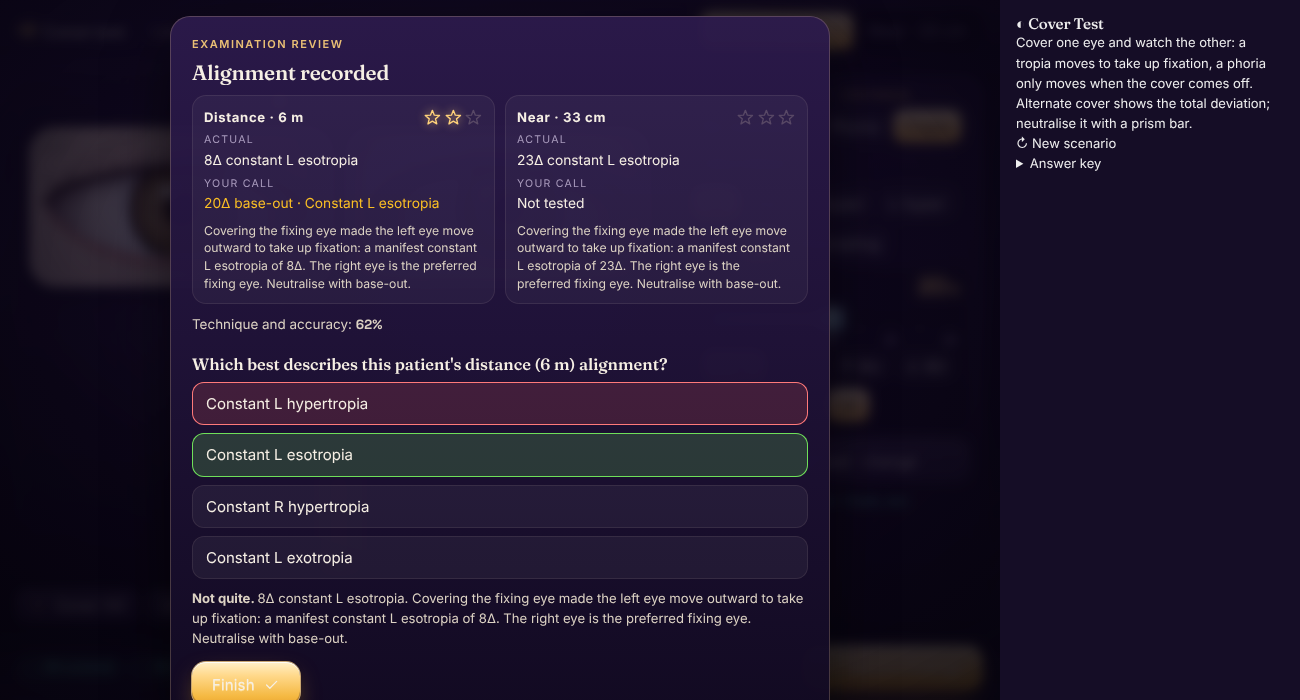 EXAMINATION REVIEW
Alignment recorded
Distance · 6 m
ACTUAL
8Δ constant L esotropia
YOUR CALL
20Δ base-out · Constant L esotropia
Covering the fixing eye made the left eye move
outward to take up fixation: a manifest constant
L esotropia of 8Δ. The right eye is the preferred
fixing eye. Neutralise with base-out.
Near · 33 cm
ACTUAL
23Δ constant L esotropia
YOUR CALL
Not tested
Covering the fixing eye made the left eye move
outward to take up fixation: a manifest constant
L esotropia of 23Δ. The right eye is the
preferred fixing eye. Neutralise with base-out.
Technique and accuracy: 62%
Which best describes this patient's distance (6 m) alignment?
Constant L hypertropia
Constant L esotropia
Constant R hypertropia
Constant L exotropia
Not quite. 8Δ constant L esotropia. Covering the fixing eye made the left eye move outward to take
up fixation: a manifest constant L esotropia of 8Δ. The right eye is the preferred fixing eye.
Neutralise with base-out.
Finish ✓
Cover Test
Cover one eye and watch the other: a
tropia moves to take up fixation, a phoria
only moves when the cover comes off.
Alternate cover shows the total deviation;
neutralise it with a prism bar.
↻ New scenario
▶ Answer key